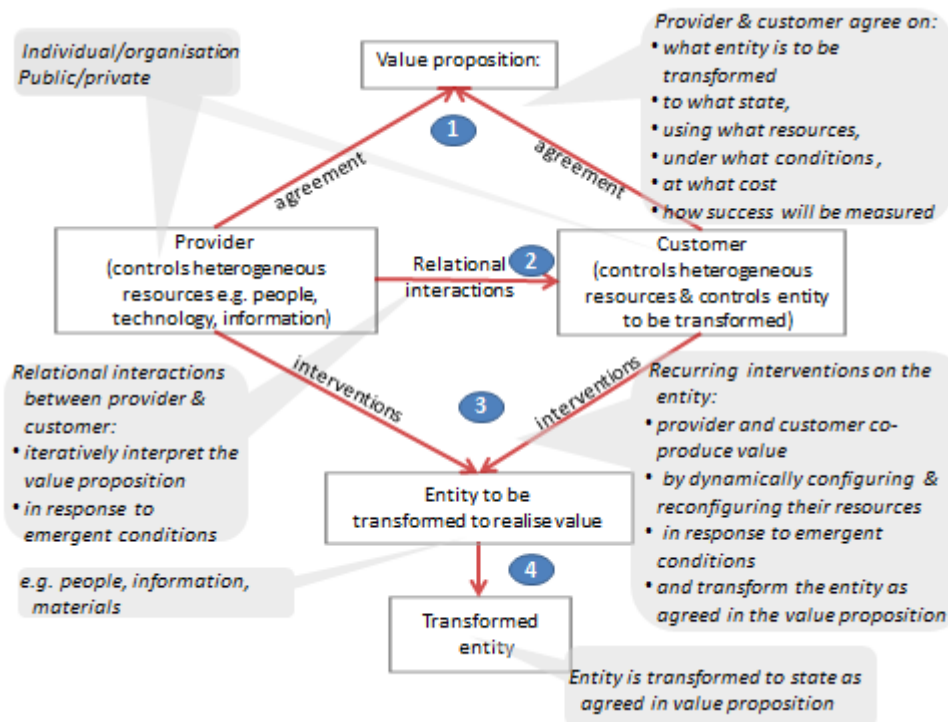 Individual/organisation
Public/private
Value proposition:
Provider & customer agree on:
• what entity is to be
transformed
• to what state,
• using what resources,
• under what conditions ,
• at what cost
• how success will be measured
1
agreement
agreement
Provider
(controls heterogeneous
resources e.g. people,
technology, information)
Relational
interactions
2
Customer
(controls heterogeneous
resources & controls entity
to be transformed)
Relational interactions
between provider &
customer:
• iteratively interpret the
value proposition
• in response to
emergent conditions
interventions
3
interventions
Recurring interventions on the
entity:
• provider and customer co-
produce value
• by dynamically configuring &
reconfiguring their resources
• in response to emergent
conditions
• and transform the entity as
agreed in the value proposition
Entity to be
transformed to realise value
e.g. people, information,
materials
4
Transformed
entity
Entity is transformed to state as
agreed in value proposition